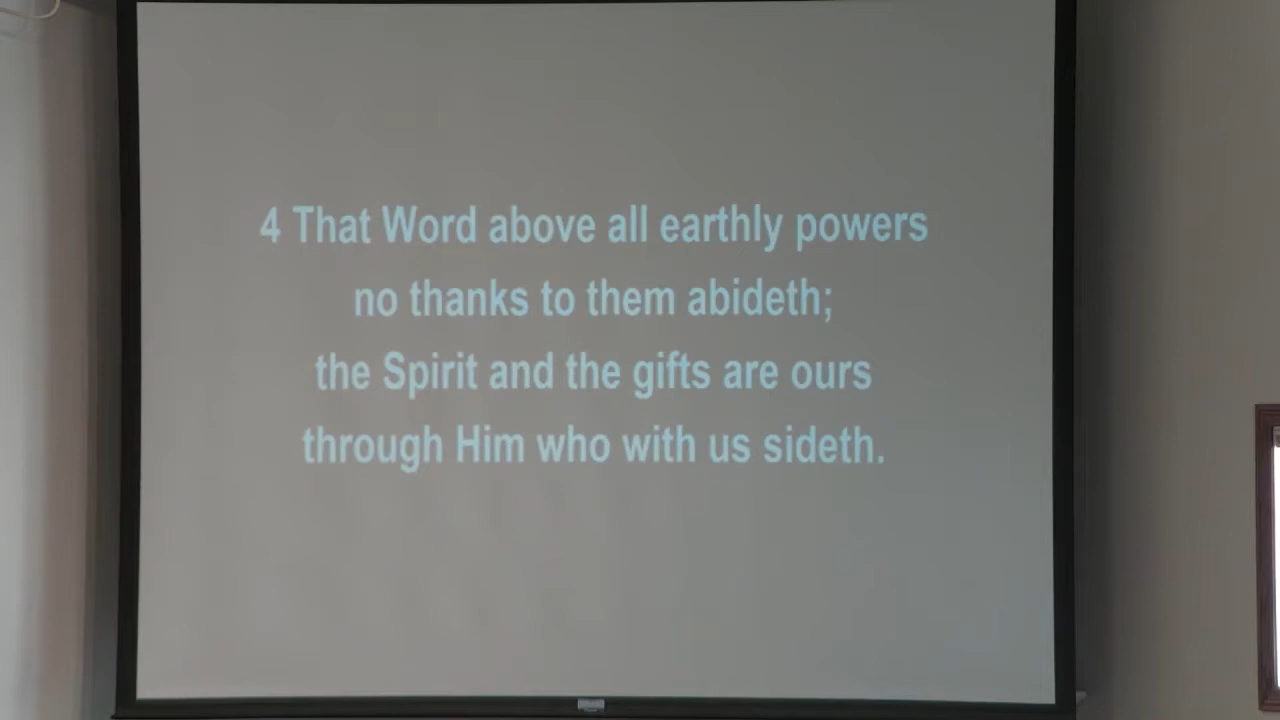 4 That Word above all earthly powers
no thanks to them abideth;
the Spirit and the gifts are ours
through Him who with us sideth.